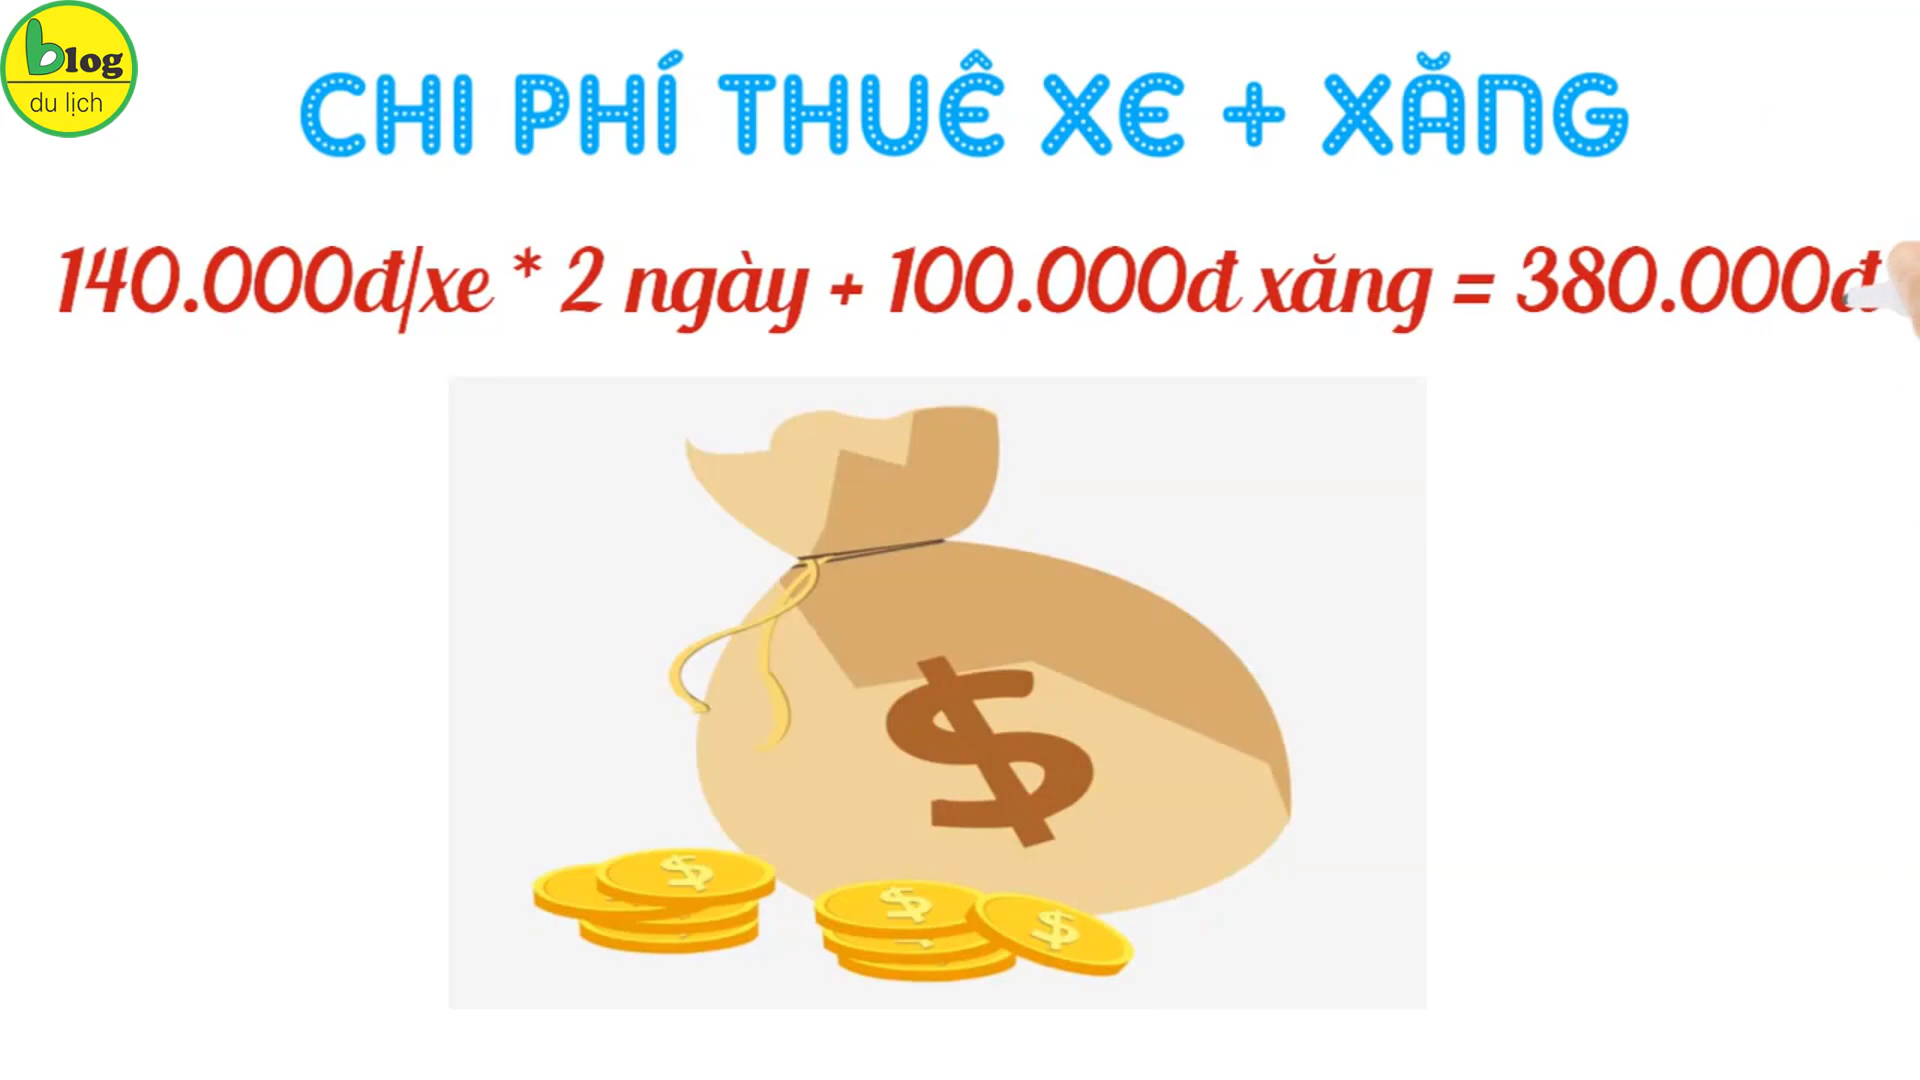 blog
du lịch
CHI PHÍ THUÊ XE + XĂNG
140.000đ/xe * 2 ngày + 100.000đ xăng = 380.000đ
$
$
$
$